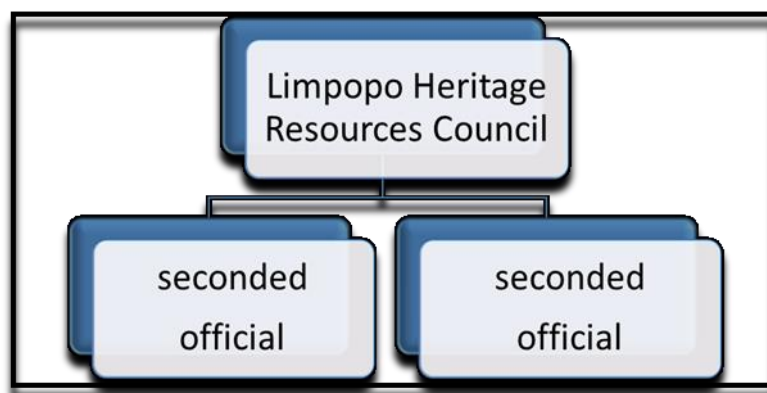 Limpopo Heritage
Resources Council
seconded
official
seconded
official